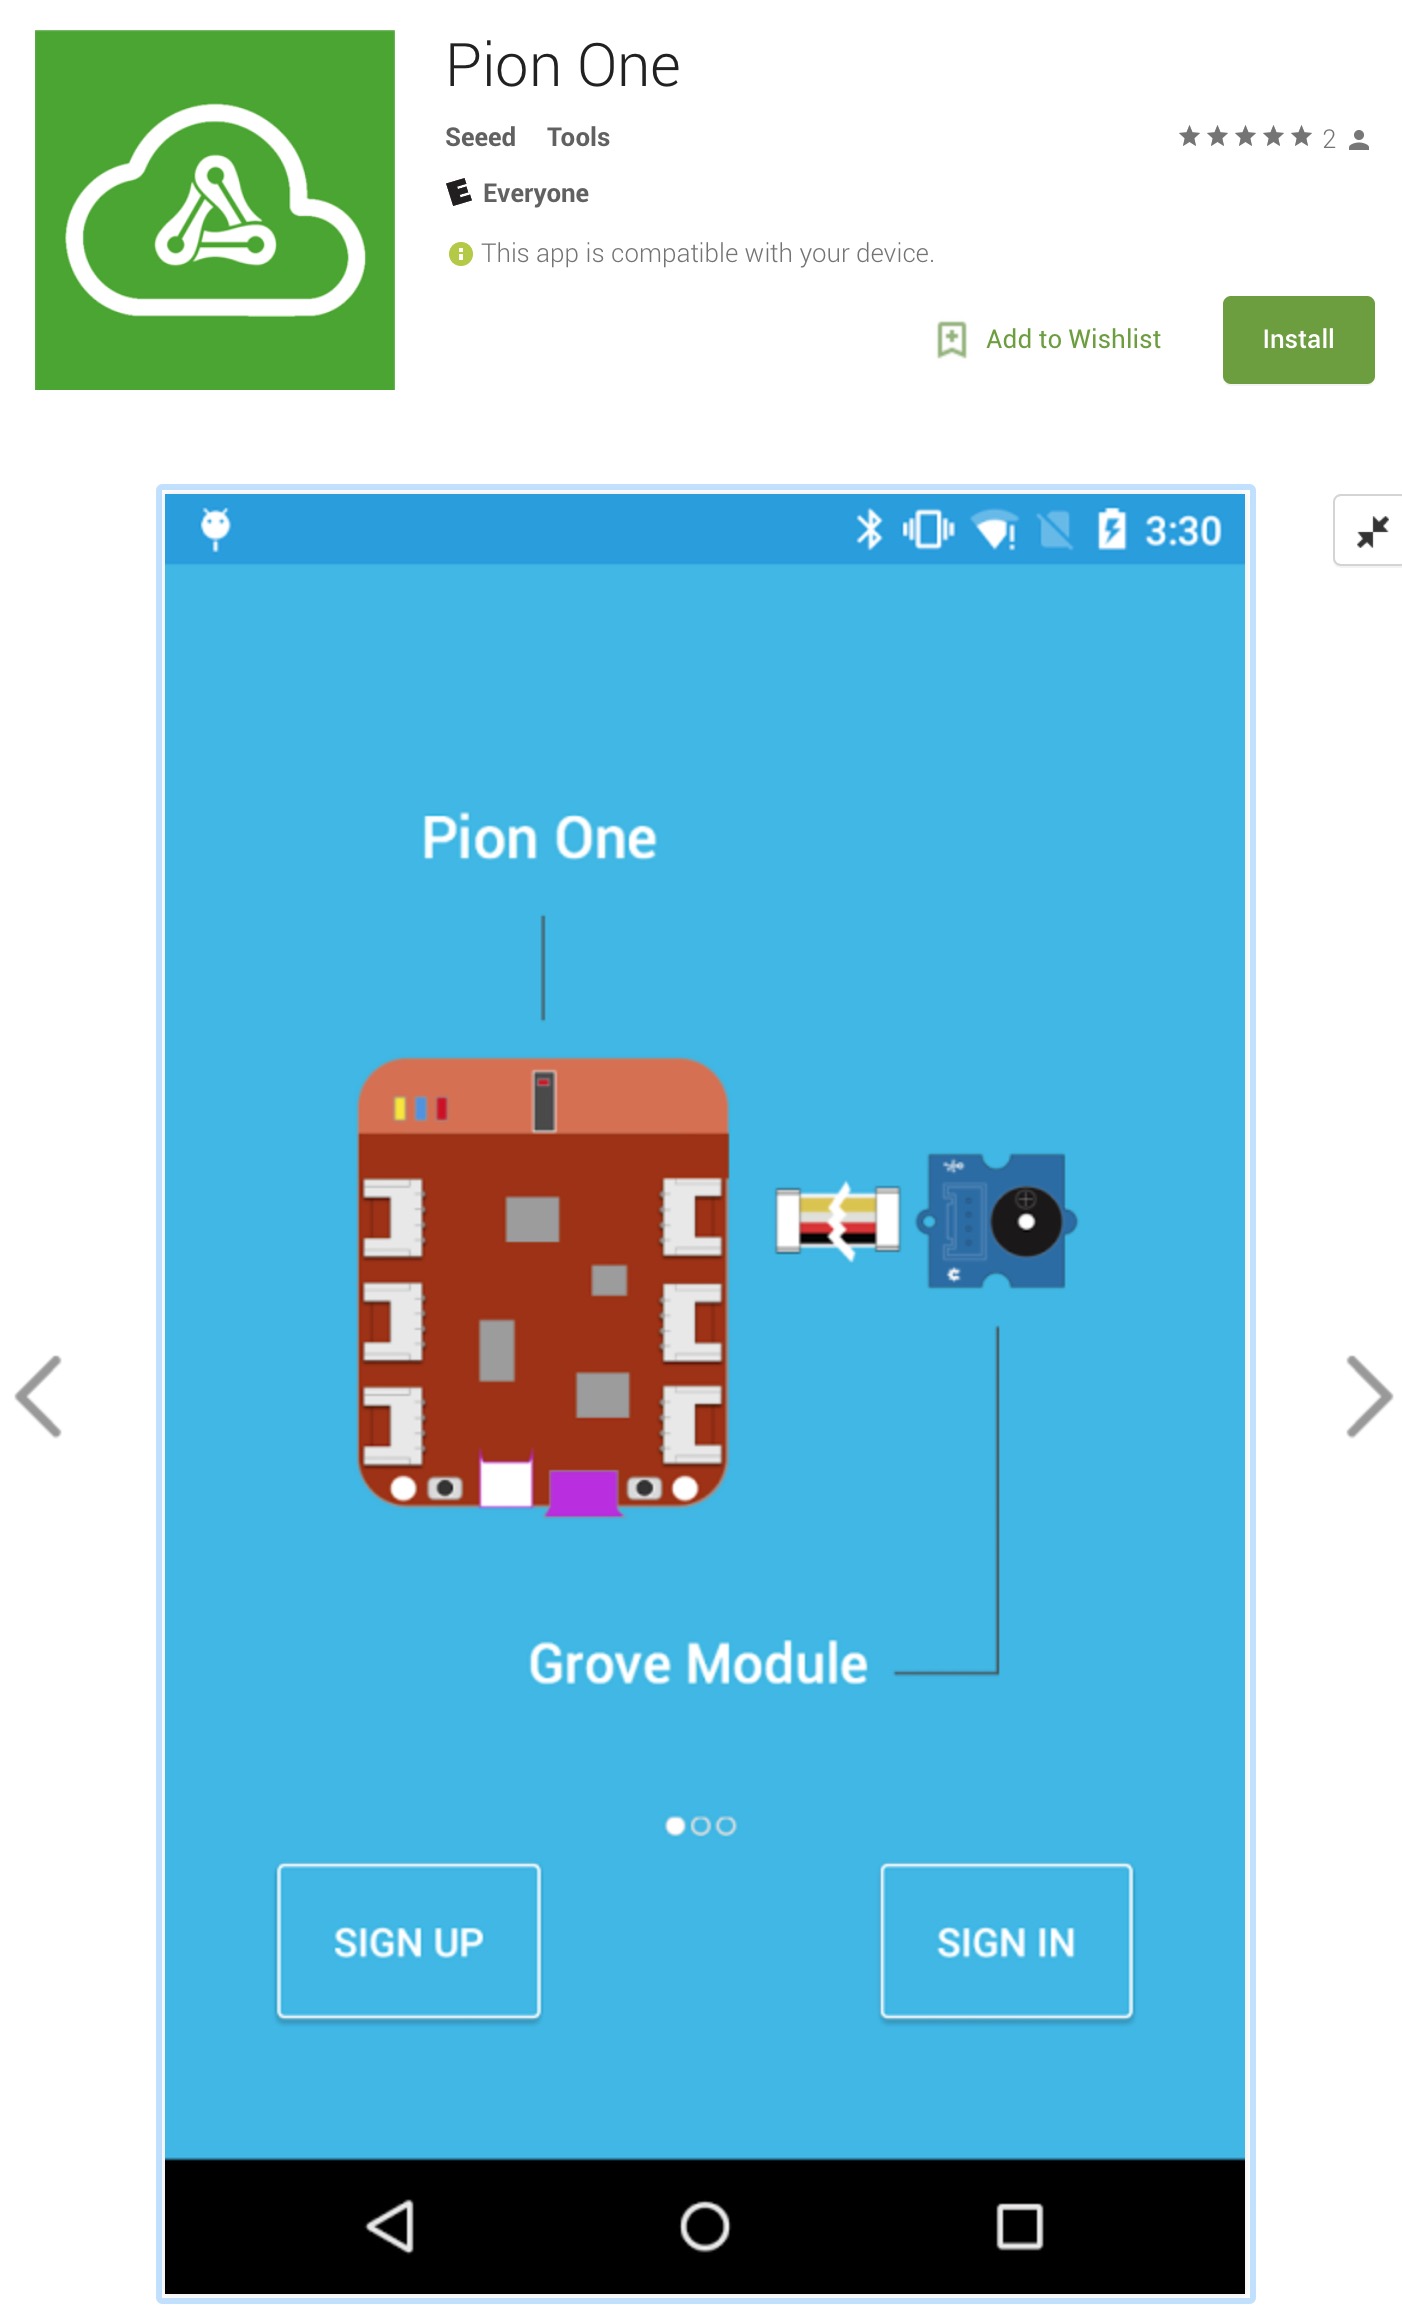 Pion One
Seeed Tools
2
E Everyone
This app is compatible with your device.
Add to Wishlist
Install
3:30
Pion One
Grove Module
SIGN UP
SIGN IN